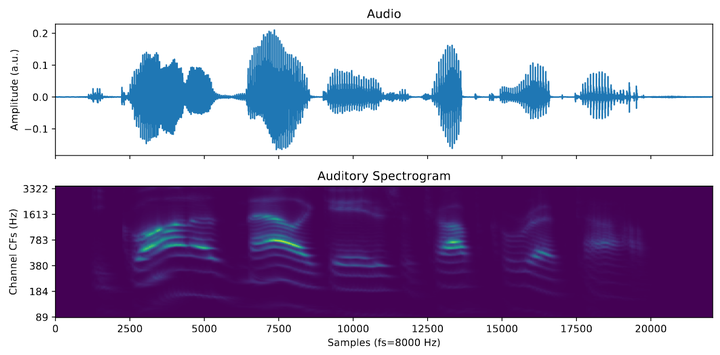 Audio
0.2
0.1
0.0
−0.1
Amplitude (a.u.)
Auditory Spectrogram
3322
1613
783
380
184
89
Channel CFs (Hz)
0 2500 5000 7500 10000 12500 15000 17500 20000
Samples (fs=8000 Hz)